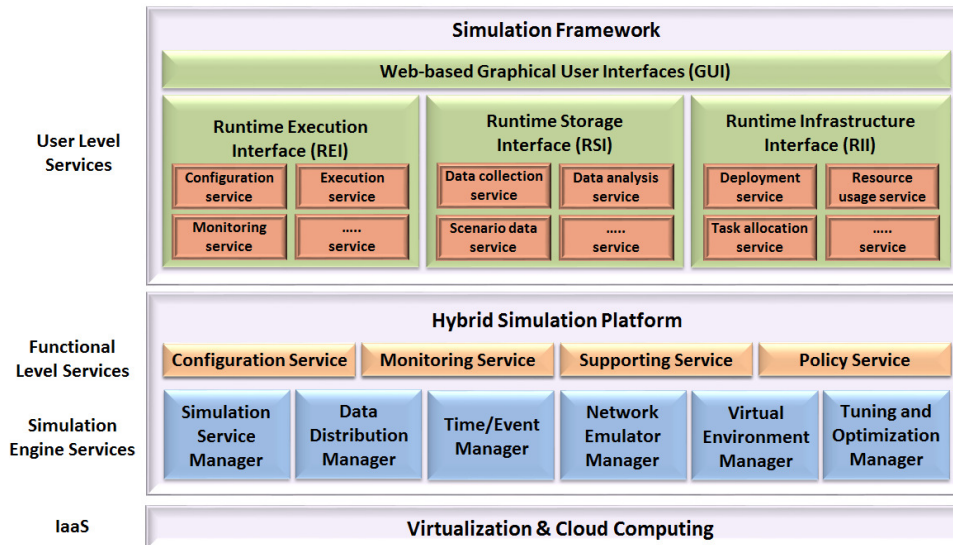 Simulation Framework
Web-based Graphical User Interfaces (GUI)
User Level
Services
Runtime Execution
Interface (REI)
Configuration
service
Execution
service
Monitoring
service
.....
service
Runtime Storage
Interface (RSI)
Data collection
service
Data analysis
service
Scenario data
service
.....
service
Runtime Infrastructure
Interface (RII)
Deployment
service
Resource
usage service
Task allocation
service
.....
service
Hybrid Simulation Platform
Functional
Level Services
Configuration Service
Monitoring Service
Supporting Service
Policy Service
Simulation
Engine Services
Simulation
Service
Manager
Data
Distribution
Manager
Time/Event
Manager
Network
Emulator
Manager
Virtual
Environment
Manager
Tuning and
Optimization
Manager
IaaS
Virtualization & Cloud Computing